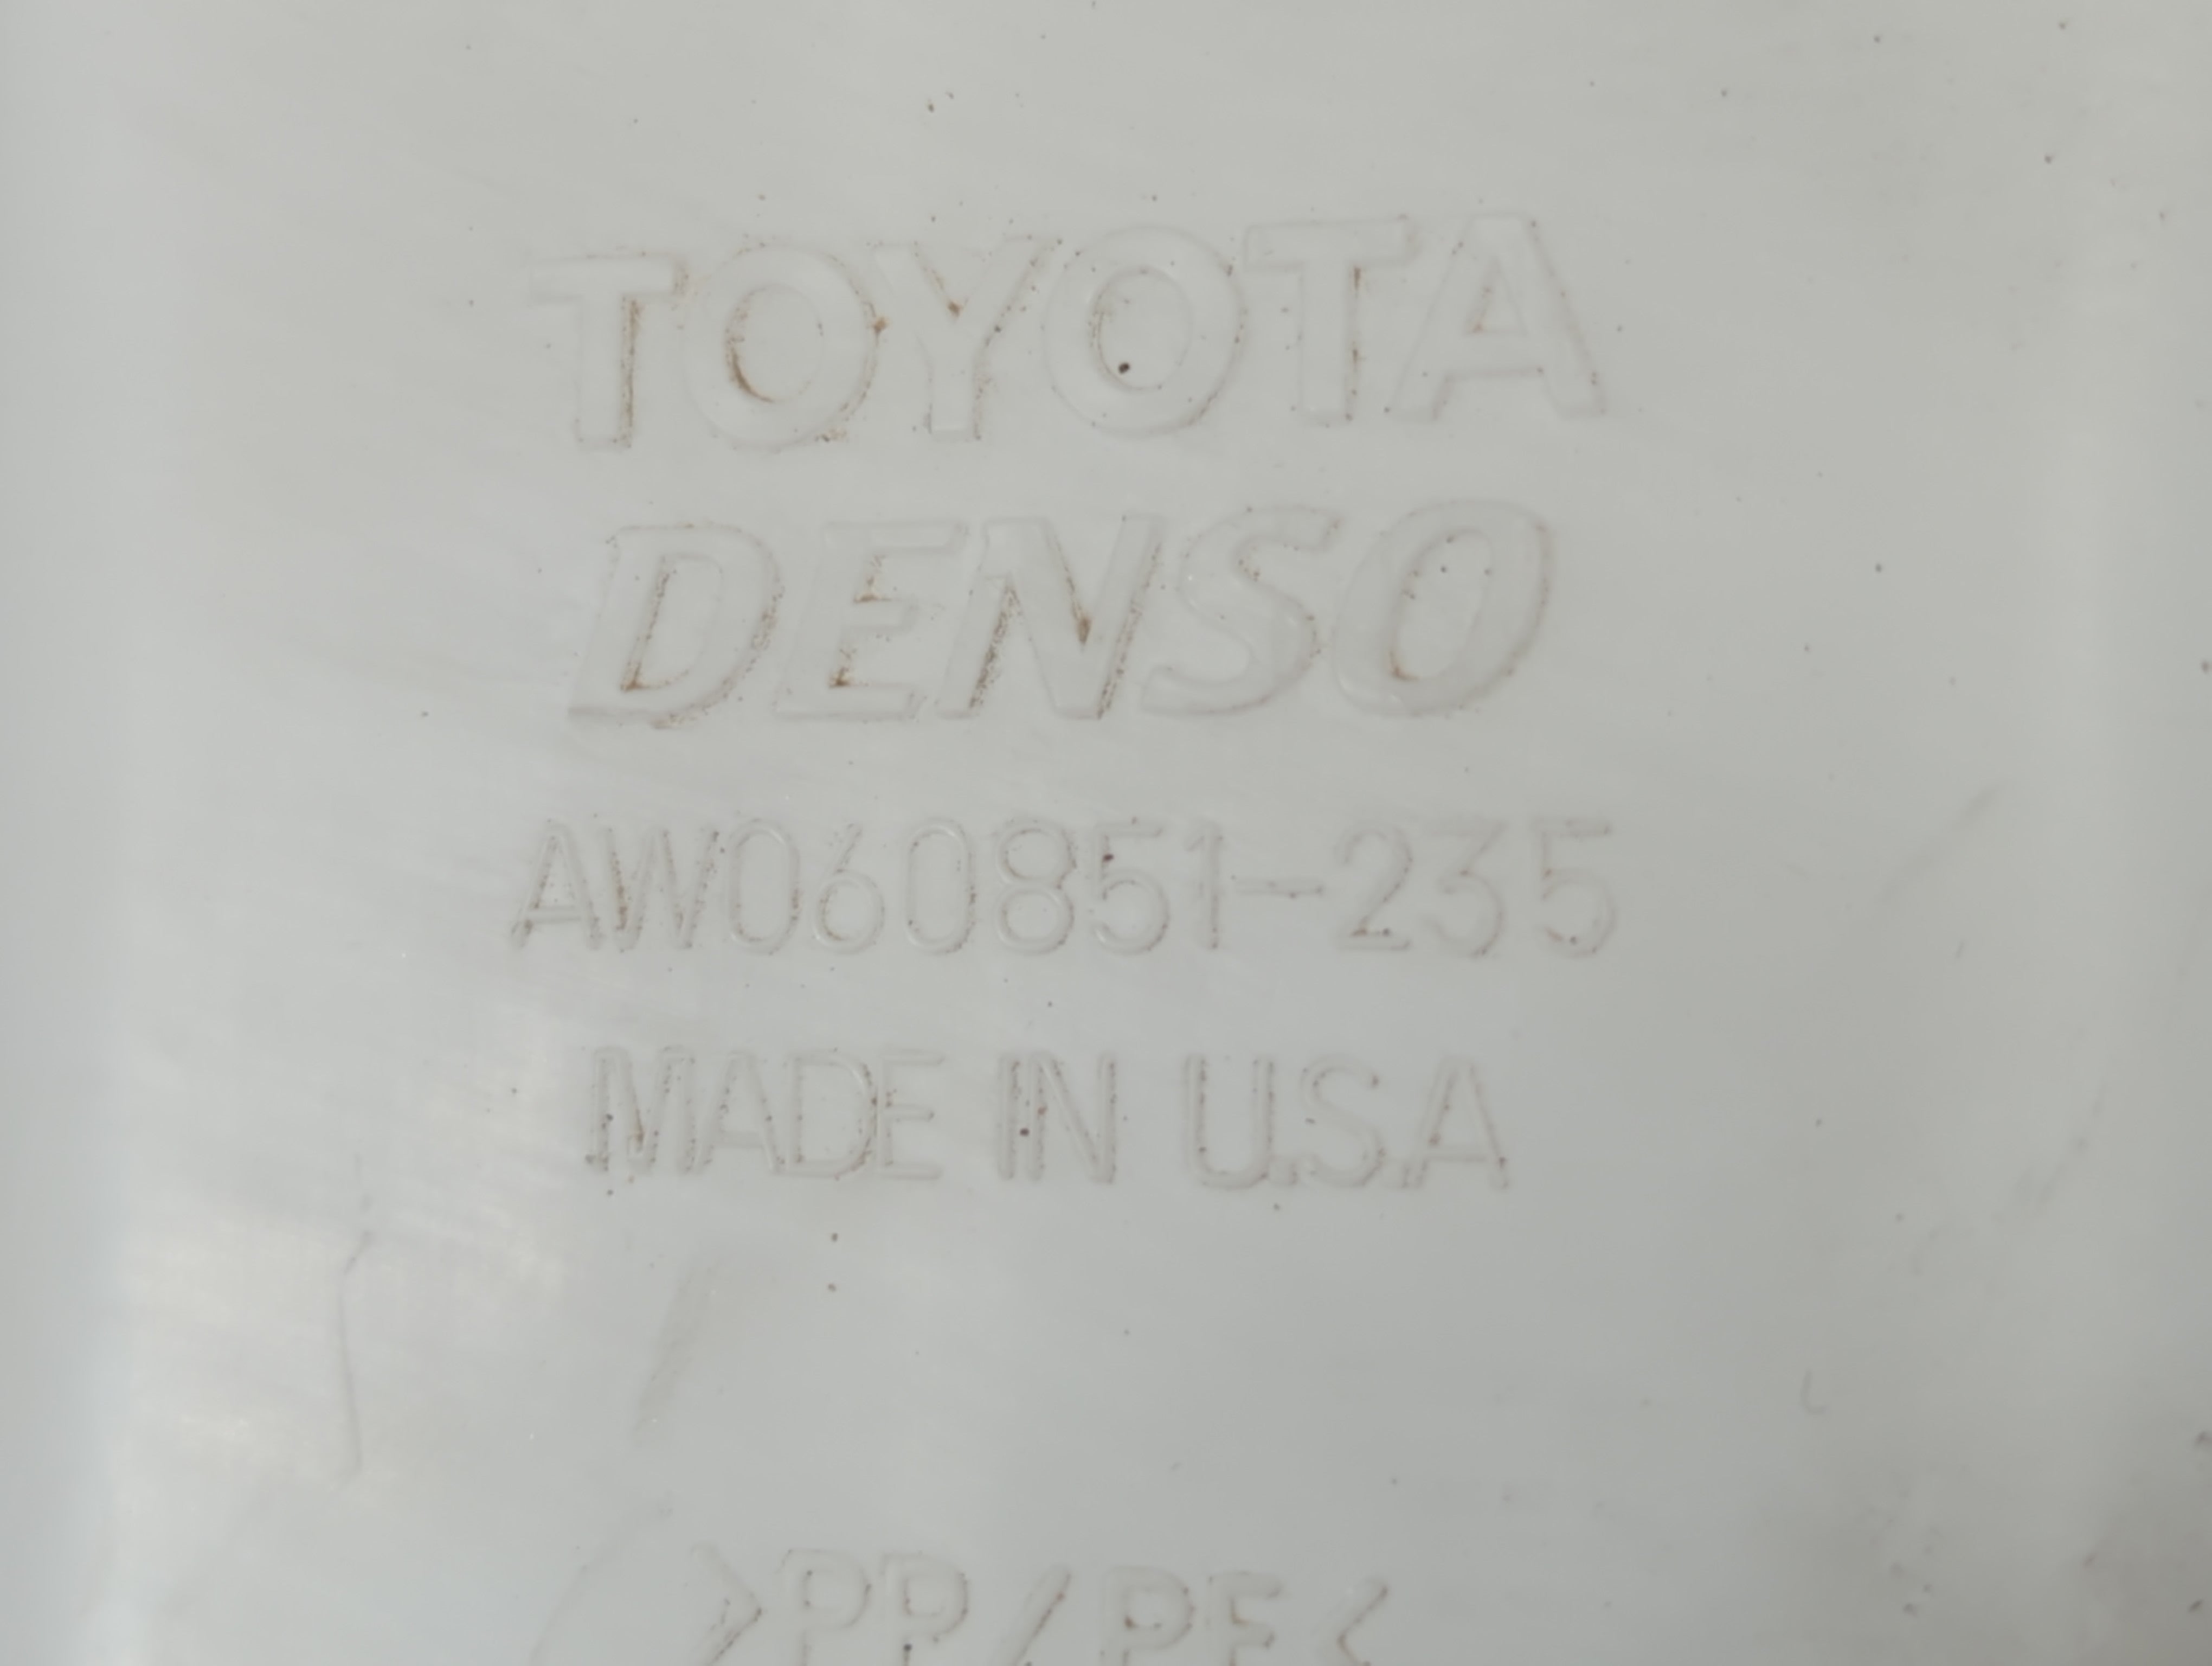 TOYOTA
DENSO
AW060851-235
MADE IN U.S.A
>PP/PE<